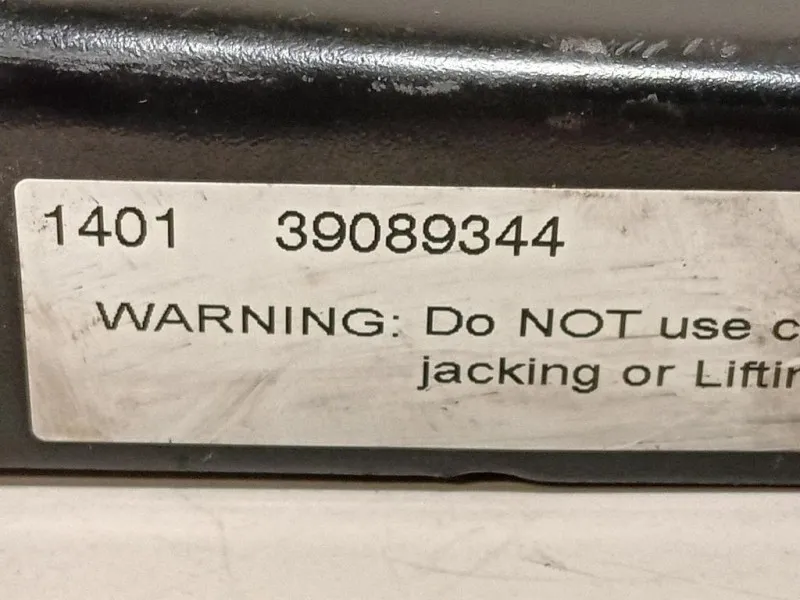 1401 39089344
WARNING: Do NOT use
jacking or